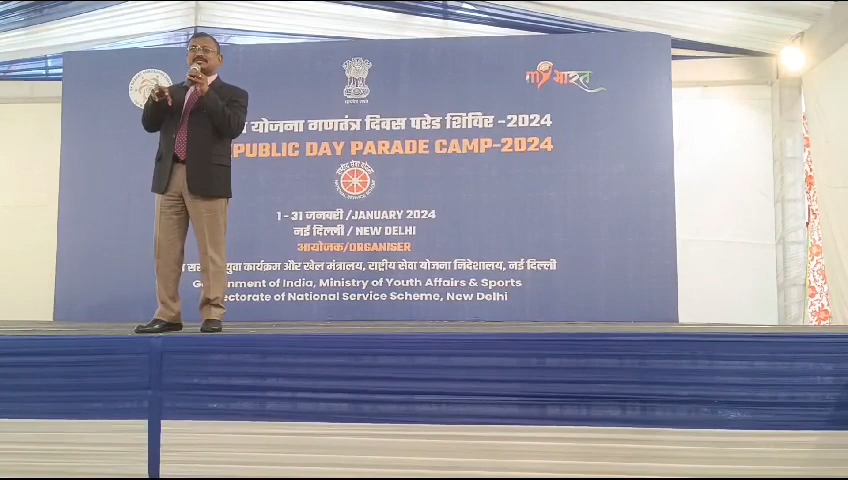 योजना गणतंत्र दिवस परेड शिविर -2024
PUBLIC DAY PARADE CAMP-2024
1 - 31 जनवरी /JANUARY 2024
नई दिल्ली / NEW DELHI
आयोजक/ORGANISER
युवा कार्यक्रम और खेल मंत्रालय, राष्ट्रीय सेवा योजना निदेशालय, नई दिल्ली
Government of India, Ministry of Youth Affairs & Sports
ectorate of National Service Scheme, New Delhi